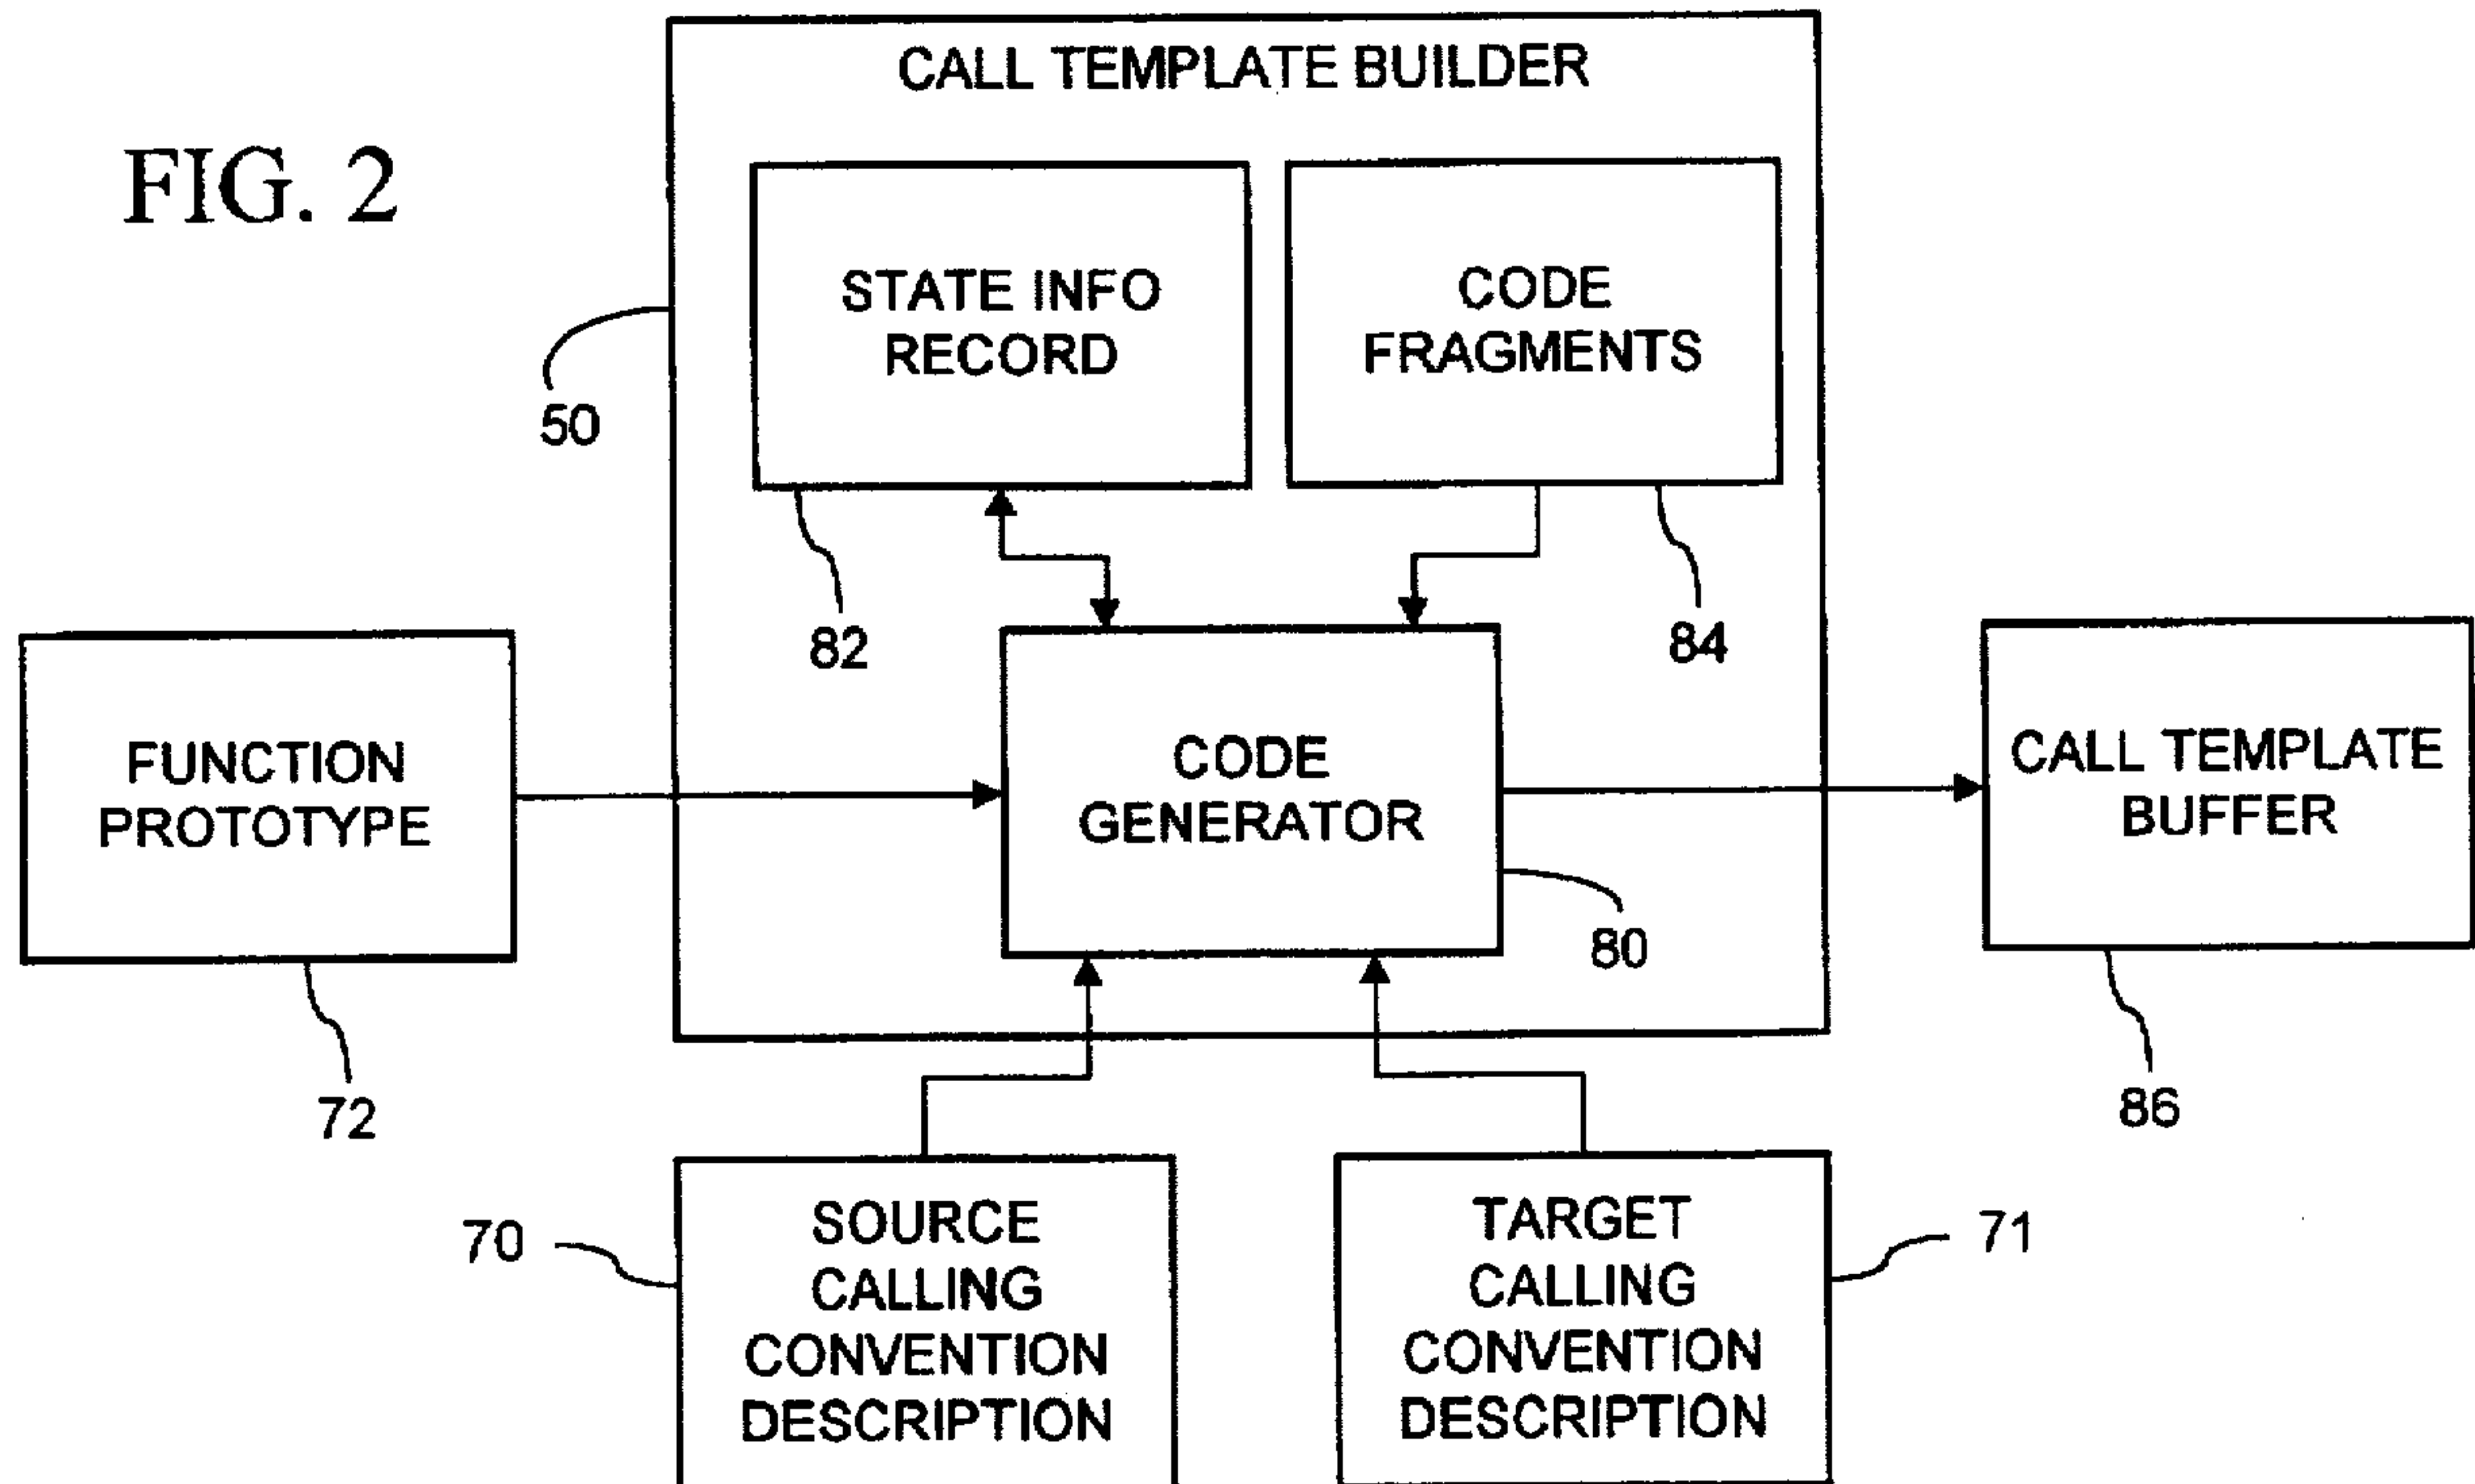 CALL TEMPLATE BUILDER
FIG. 2
STATE INFO
RECORD
CODE
FRAGMENTS
50
82
84
FUNCTION
PROTOTYPE
CODE
GENERATOR
CALL TEMPLATE
BUFFER
80
72
86
70
SOURCE
CALLING
CONVENTION
DESCRIPTION
TARGET
CALLING
CONVENTION
DESCRIPTION
71